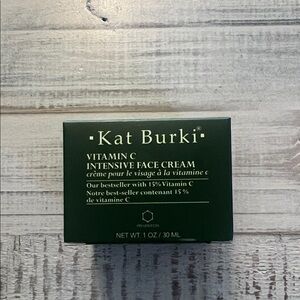 ▪Kat Burki®▪
VITAMIN C
INTENSIVE FACE CREAM
crème pour le visage à la vitamine c
Our bestseller with 15% Vitamin C
Notre best-seller contenant 15 %
de vitamine C
NET WT. 1 OZ / 30 ML